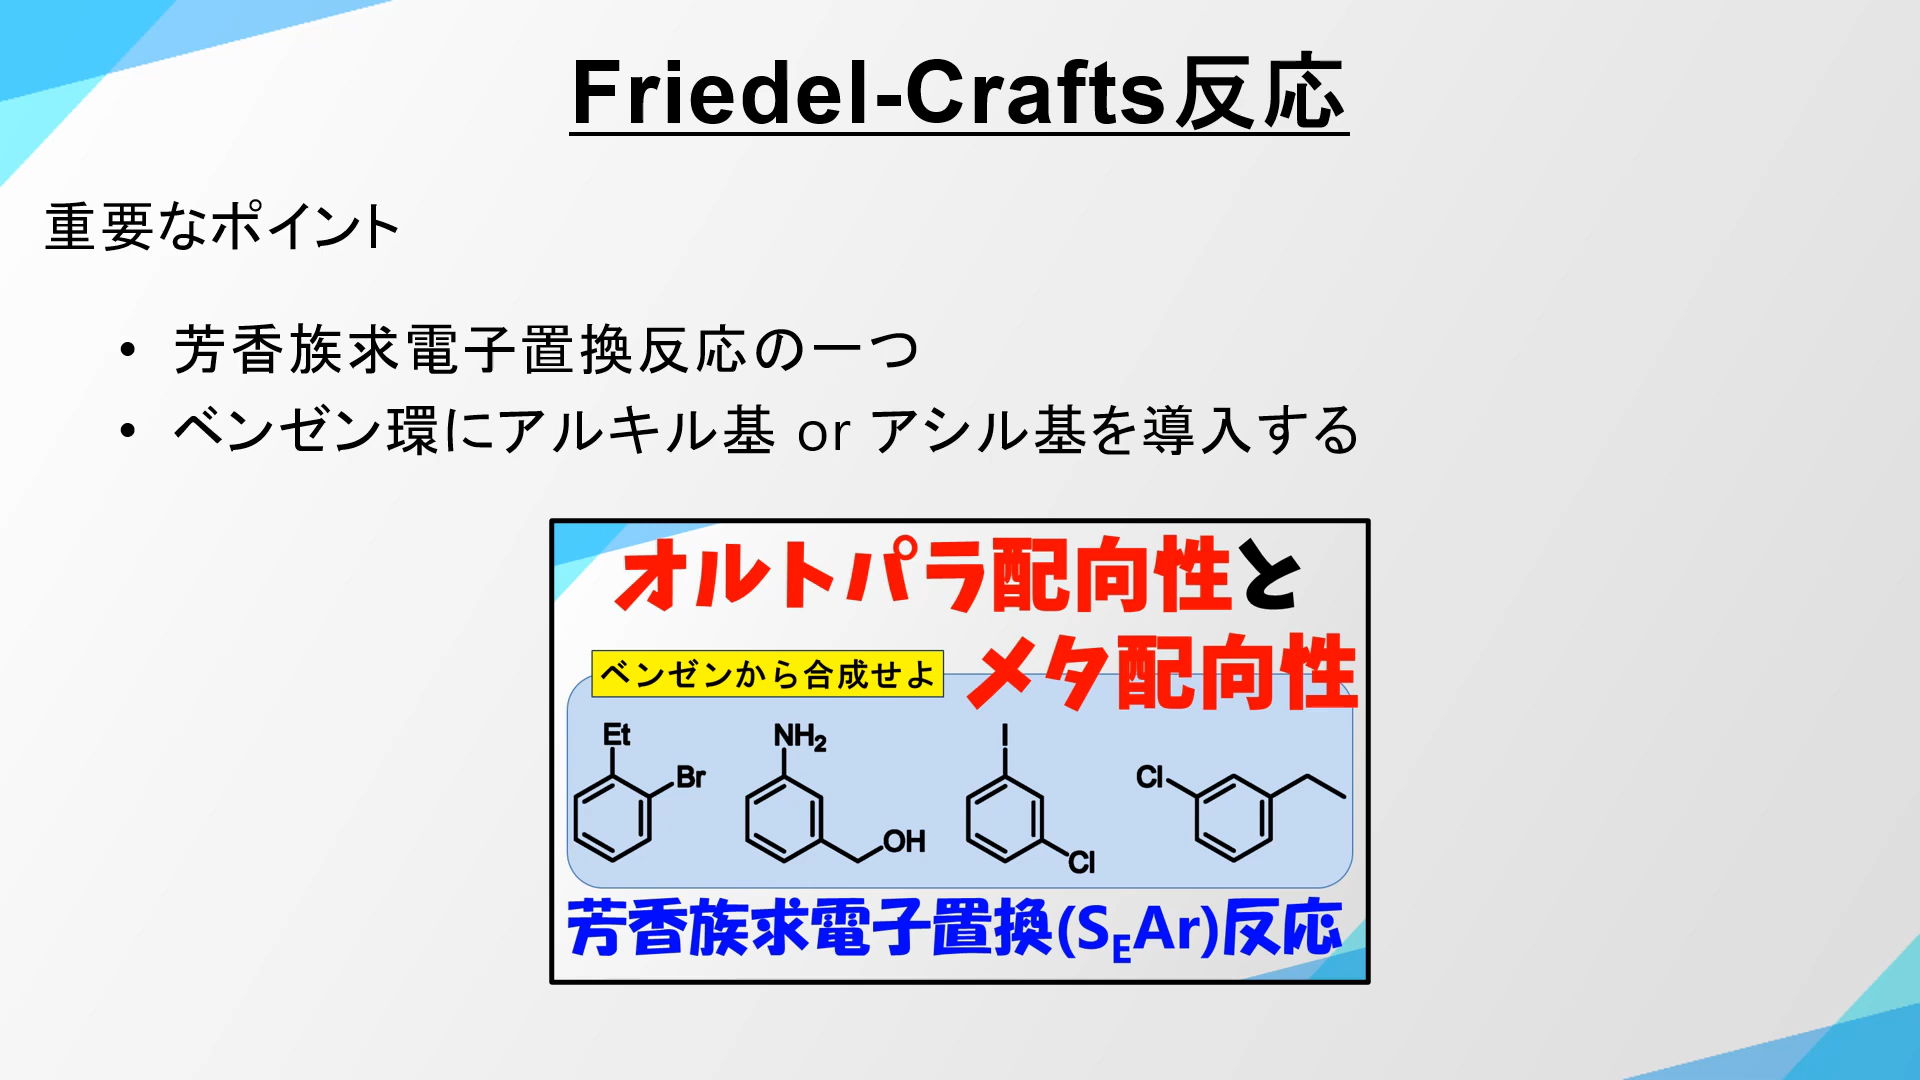 Friedel-Crafts反応
重要なポイント
• 芳香族求電子置換反応の一つ
• ベンゼン環にアルキル基 or アシル基を導入する
オルトパラ配向性と
メタ配向性
ベンゼンから合成せよ
Et
Br
NH₂
OH
I
Cl
Cl
芳香族求電子置換(SEAr)反応